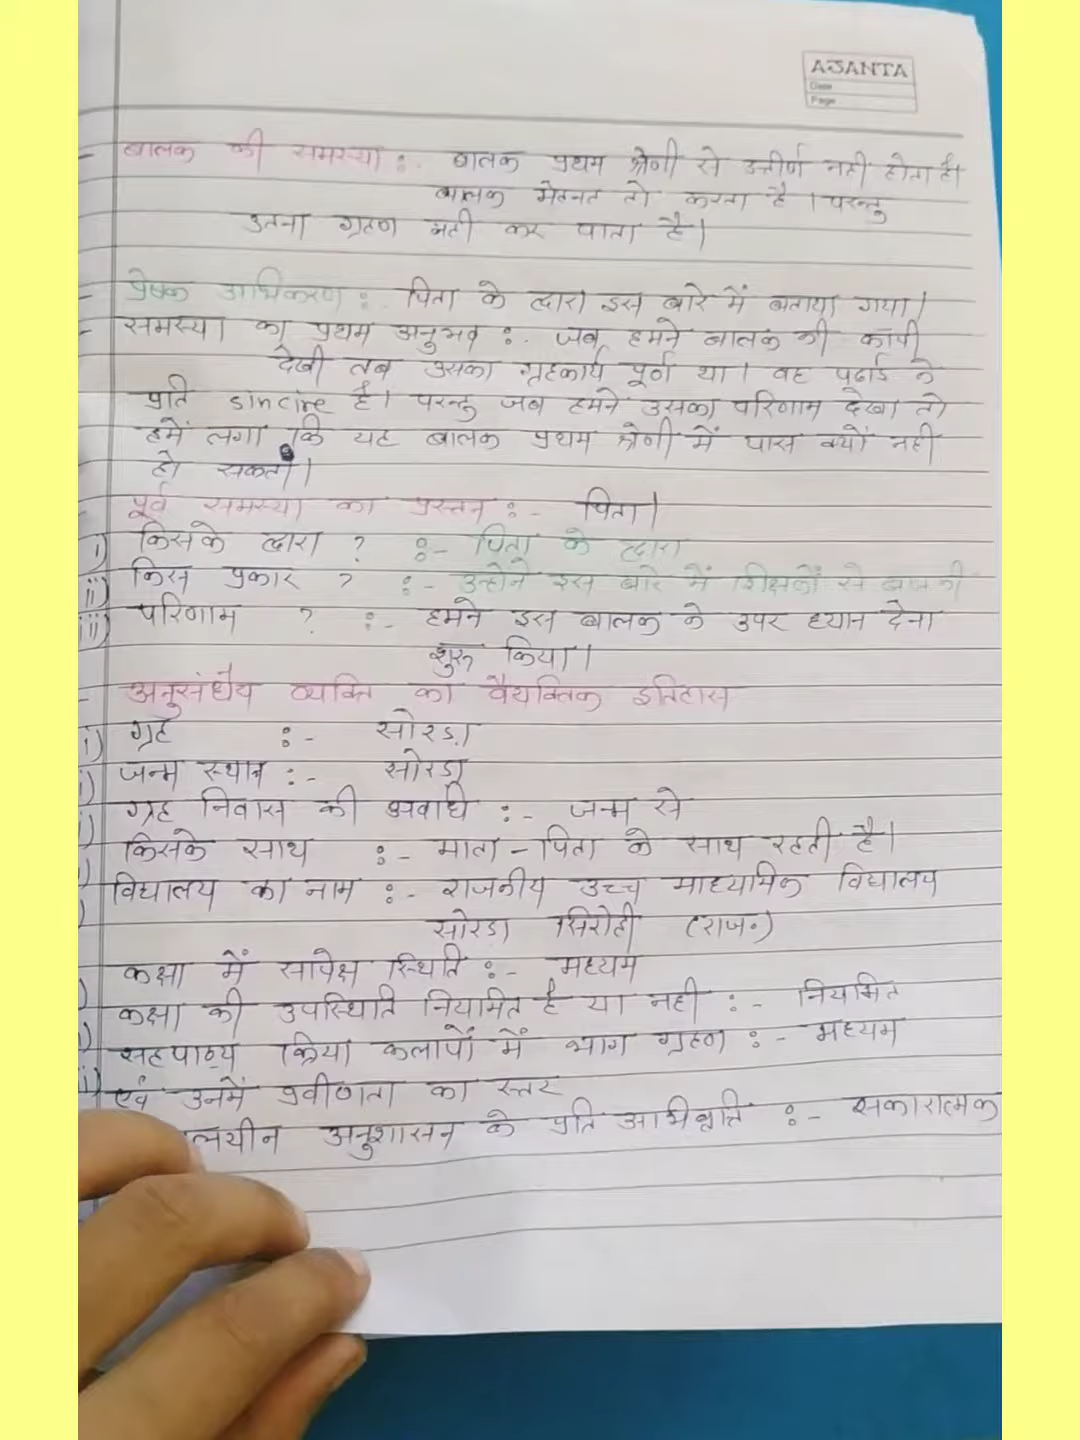 AJANTA
Date
Page
बालक की समस्या :- बालक प्रथम श्रेणी से उत्तीर्ण नही होता है।
बालक मेहनत तो करता है । परन्तु
उतना ग्रहण नही कर पाता है।
प्रेषक अभिकरण :- पिता के द्वारा इस बारे में बताया गया।
समस्या का प्रथम अनुभव :- जब हमने बालक की कॉपी
देखी तब उसका ग्रहकार्य पूर्ण था। वह पढाई के
प्रति sincire है। परन्तु जब हमने उसका परिणाम देखा तो
हमें लगा कि यह बालक प्रथम श्रेणी में पास क्यों नही
हो सकता।
पूर्व समस्या का प्रस्तन :- पिता।
i) किसके द्वारा ? :- पिता के द्वारा
ii) किस प्रकार ? :- उन्होने इस बारे में शिक्षकों से
iii) परिणाम ? :- हमने इस बालक के उपर ध्यान देना
शुरू किया।
अनुसंधैय व्यक्ति का वैयक्तिक इतिहास
i) ग्रह :- सोरडा
i) जन्म स्थान :- सोरडा
i) ग्रह निवास की अवधि :- जन्म से
किसके साथ :- माता - पिता के साथ रहती है।
विद्यालय का नाम :- राजकीय उच्च माध्यमिक विद्यालय
सोरडा सिरोही (राज॰)
कक्षा में सापेक्ष स्थिति :- मध्यम
कक्षा की उपस्थिति नियमित है या नही :- नियमित
सहपाठ्य क्रिया कलापों में भाग ग्रहण :- मध्यम
एवं उनमें प्रवीणता का स्तर
लयीन अनुशासन के प्रति अभिवृत्ति :- सकारात्मक